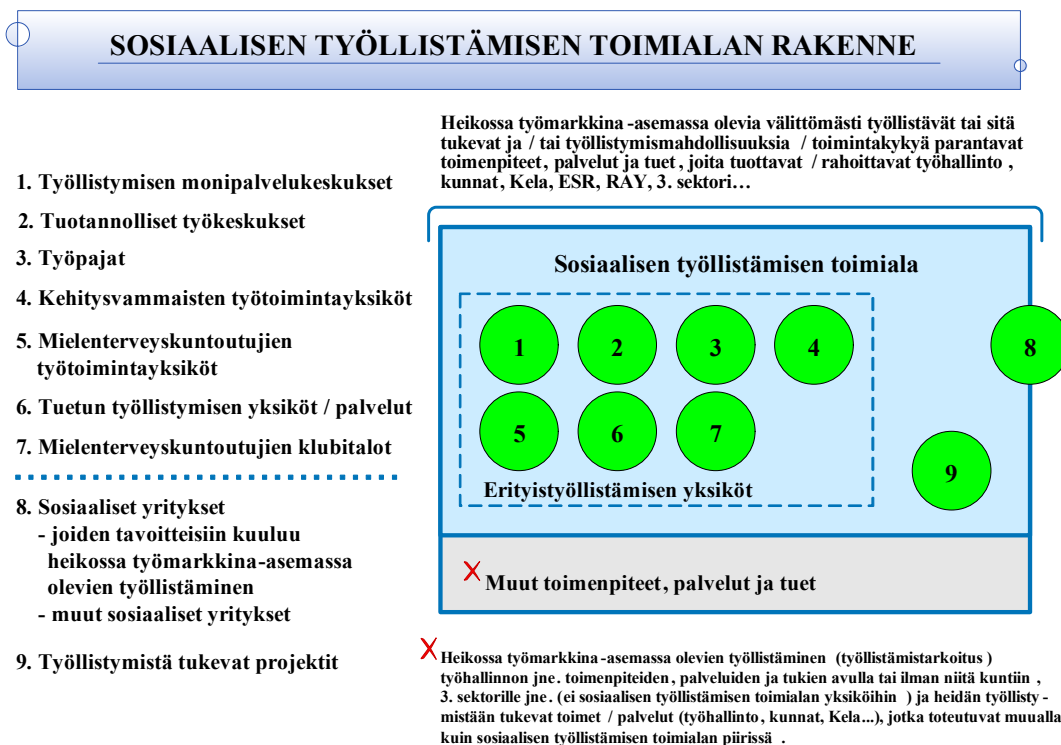 SOSIAALISEN TYÖLLISTÄMISEN TOIMIALAN RAKENNE
1. Työllistymisen monipalvelukeskukset
2. Tuotannolliset työkeskukset
3. Työpajat
4. Kehitysvammaisten työtoimintayksiköt
5. Mielenterveyskuntoutujien
työtoimintayksiköt
6. Tuetun työllistymisen yksiköt / palvelut
7. Mielenterveyskuntoutujien klubitalot
8. Sosiaaliset yritykset
- joiden tavoitteisiin kuuluu
heikossa työmarkkina-asemassa
olevien työllistäminen
- muut sosiaaliset yritykset
9. Työllistymistä tukevat projektit
Heikossa työmarkkina-asemassa olevia välittömästi työllistävät tai sitä
tukevat ja / tai työllistymismahdollisuuksia / toimintakykyä parantavat
toimenpiteet, palvelut ja tuet, joita tuottavat / rahoittavat työhallinto,
kunnat, Kela, ESR, RAY, 3. sektori…
Sosiaalisen työllistämisen toimiala
1 2 3 4
8
5 6 7
9
Erityistyöllistämisen yksiköt
X Muut toimenpiteet, palvelut ja tuet
X Heikossa työmarkkina-asemassa olevien työllistäminen (työllistämistarkoitus)
työhallinnon jne. toimenpiteiden, palveluiden ja tukien avulla tai ilman niitä kuntiin,
3. sektorille jne. (ei sosiaalisen työllistämisen toimialan yksiköihin) ja heidän työllisty-
mistään tukevat toimet / palvelut (työhallinto, kunnat, Kela...), jotka toteutuvat muualla
kuin sosiaalisen työllistämisen toimialan piirissä.